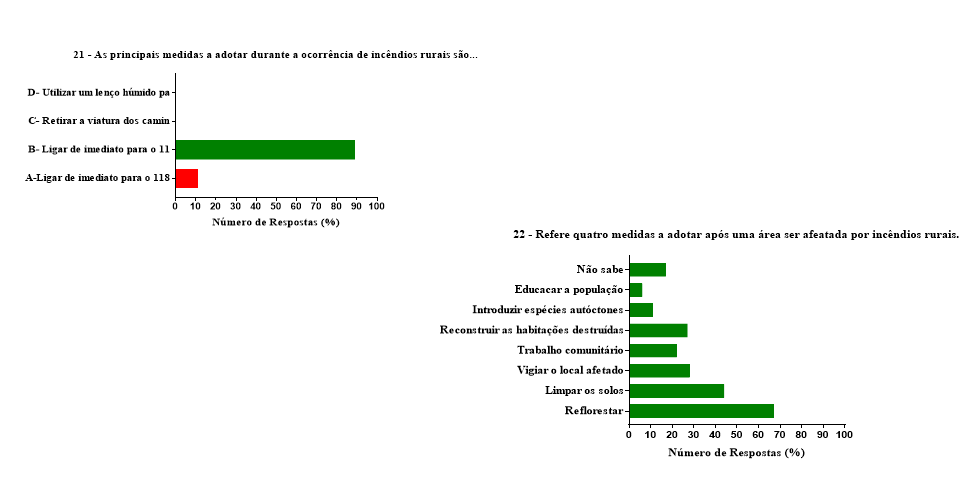 21 - As principais medidas a adotar durante a ocorrência de incêndios rurais são...
D- Utilizar um lenço húmido pa
C- Retirar a viatura dos camin
B- Ligar de imediato para o 11
A-Ligar de imediato para o 118
0 10 20 30 40 50 60 70 80 90 100
Número de Respostas (%)
22 - Refere quatro medidas a adotar após uma área ser afeatada por incêndios rurais.
Não sabe
Educacar a população
Introduzir espécies autóctones
Reconstruir as habitações destruídas
Trabalho comunitário
Vigiar o local afetado
Limpar os solos
Reflorestar
0 10 20 30 40 50 60 70 80 90 100
Número de Respostas (%)